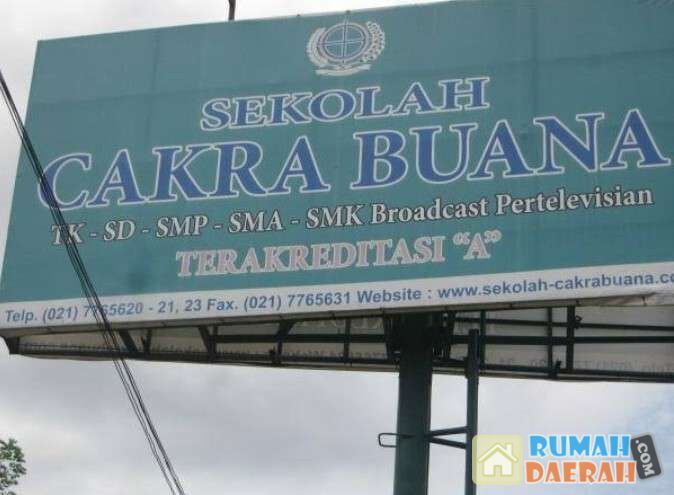 SEKOLAH
CAKRA BUANA
TK - SD - SMP - SMA - SMK Broadcast Pertelevisian
TERAKREDITASI "A"
Telp. (021) 7765620 - 21, 23 Fax. (021) 7765631 Website : www.sekolah-cakrabuana.co
RUMAH
DAERAH
.COM